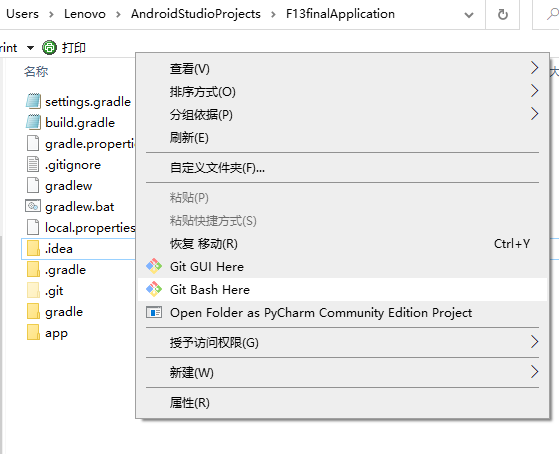 Users › Lenovo › AndroidStudioProjects › F13finalApplication
rint 打印
名称
大
settings.gradle
build.gradle
gradle.properti
.gitignore
gradlew
gradlew.bat
local.properties
.idea
.gradle
.git
gradle
app
查看(V)
排序方式(O)
分组依据(P)
刷新(E)
自定义文件夹(F)...
粘贴(P)
粘贴快捷方式(S)
恢复 移动(R) Ctrl+Y
Git GUI Here
Git Bash Here
Open Folder as PyCharm Community Edition Project
授予访问权限(G)
新建(W)
属性(R)